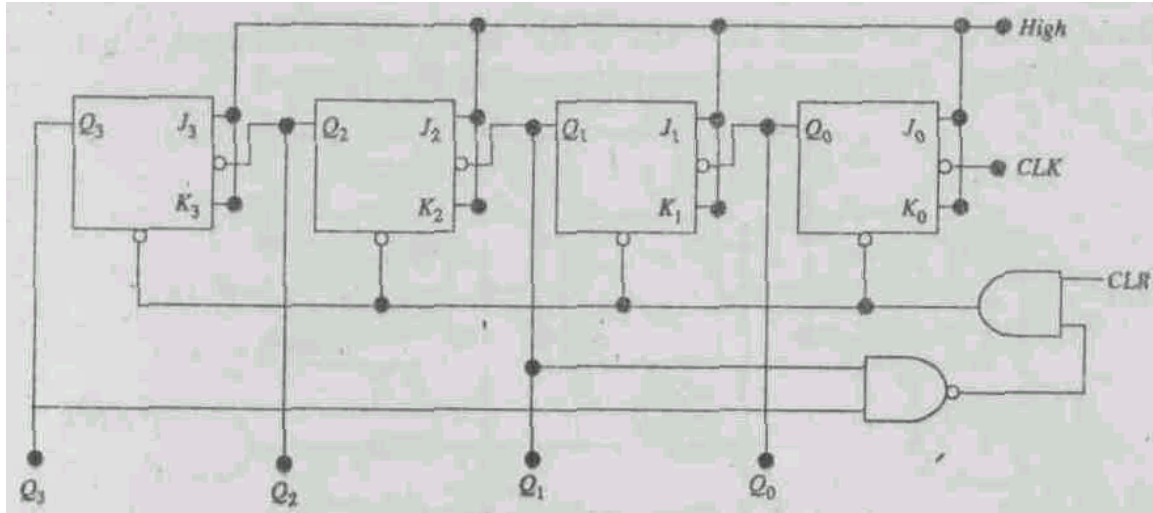 High
Q₃ J₃ Q₂ J₂ Q₁ J₁ Q₀ J₀
CLK
K₃ K₂ K₁ K₀
CLR
Q₃ Q₂ Q₁ Q₀